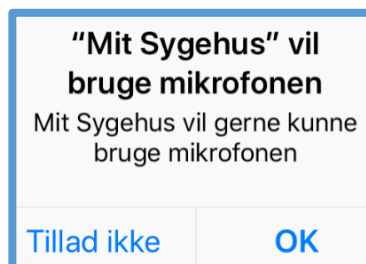 “Mit Sygehus” vil
bruge mikrofonen
Mit Sygehus vil gerne kunne
bruge mikrofonen
Tillad ikke
OK